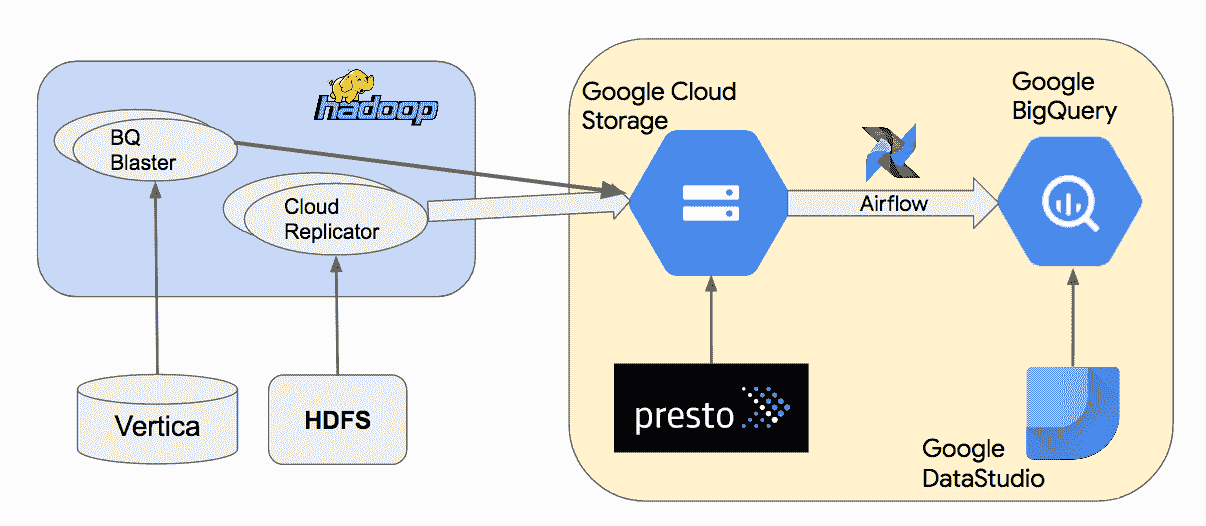 hadoop
BQ
Blaster
Cloud
Replicator
Vertica
HDFS
Google Cloud
Storage
Airflow
Google
BigQuery
presto
Google
DataStudio